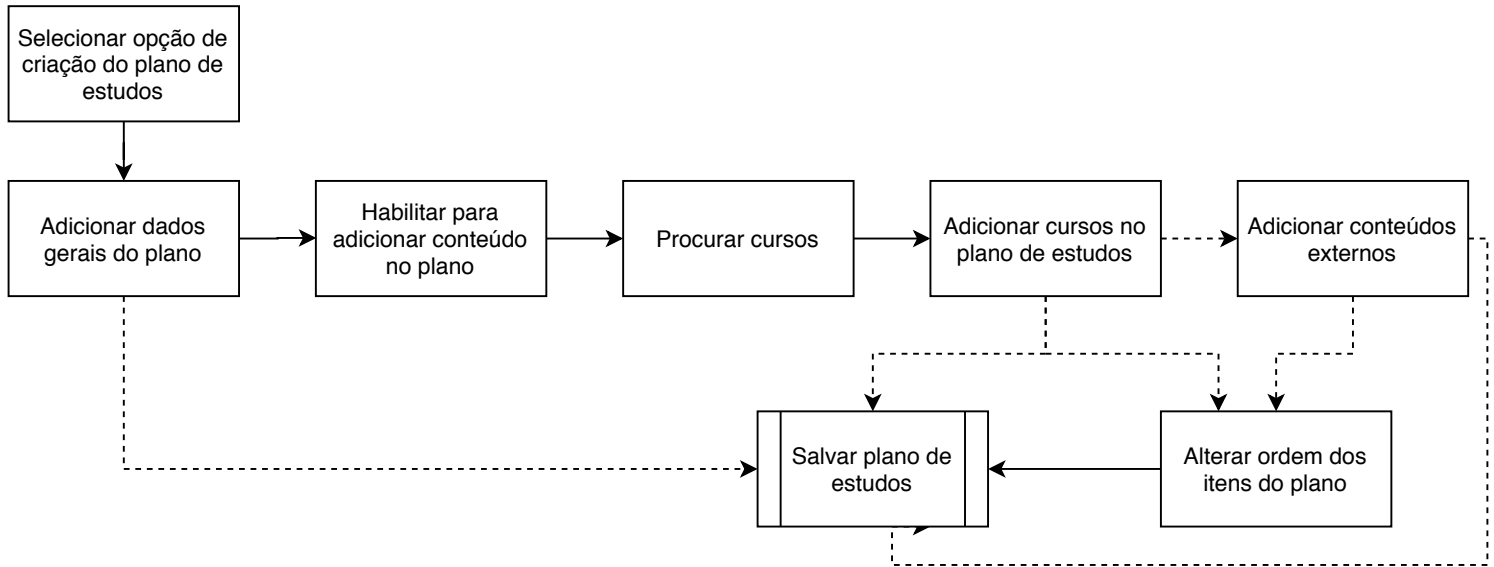 Selecionar opção de
criação do plano de
estudos
Adicionar dados
gerais do plano
Habilitar para
adicionar conteúdo
no plano
Procurar cursos
Adicionar cursos no
plano de estudos
Adicionar conteúdos
externos
Salvar plano de
estudos
Alterar ordem dos
itens do plano